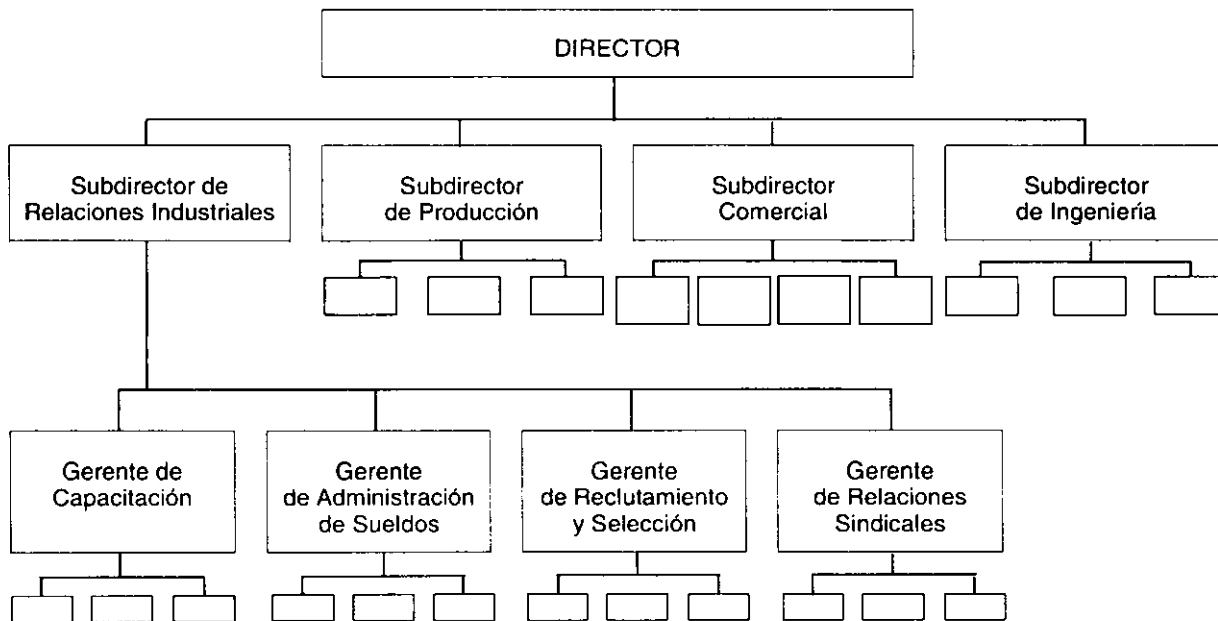 DIRECTOR
Subdirector de
Relaciones Industriales
Subdirector
de Producción
Subdirector
Comercial
Subdirector
de Ingeniería
Gerente de
Capacitación
Gerente
de Administración
de Sueldos
Gerente
de Reclutamiento
y Selección
Gerente
de Relaciones
Sindicales